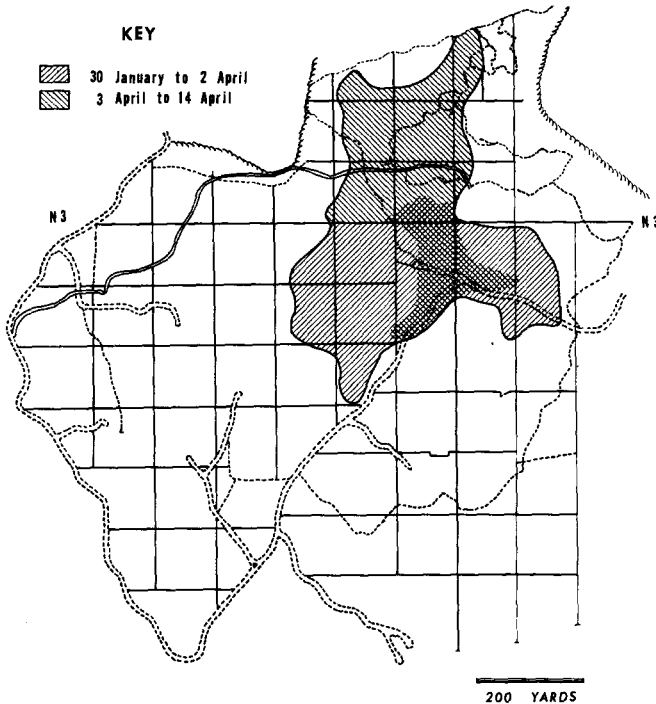 KEY
30 January to 2 April
3 April to 14 April
N3
N3
200 YARDS